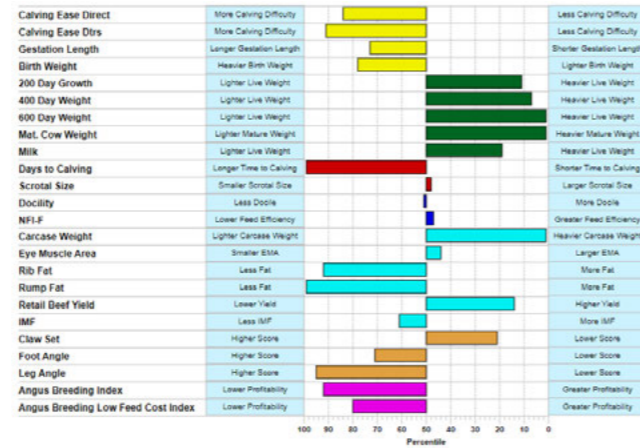 Calving Ease Direct More Calving Difficulty Less Calving Difficulty
Calving Ease Dtrs More Calving Difficulty Less Calving Difficulty
Gestation Length Longer Gestation Length Shorter Gestation Length
Birth Weight Heavier Birth Weight Lighter Birth Weight
200 Day Growth Lighter Live Weight Heavier Live Weight
400 Day Weight Lighter Live Weight Heavier Live Weight
600 Day Weight Lighter Live Weight Heavier Live Weight
Mat. Cow Weight Lighter Mature Weight Heavier Mature Weight
Milk Lighter Live Weight Heavier Live Weight
Days to Calving Longer Time to Calving Shorter Time to Calving
Scrotal Size Smaller Scrotal Size Larger Scrotal Size
Docility Less Docile More Docile
NFI-F Lower Feed Efficiency Greater Feed Efficiency
Carcase Weight Lighter Carcase Weight Heavier Carcase Weight
Eye Muscle Area Smaller EMA Larger EMA
Rib Fat Less Fat More Fat
Rump Fat Less Fat More Fat
Retail Beef Yield Lower Yield Higher Yield
IMF Less IMF More IMF
Claw Set Higher Score Lower Score
Foot Angle Higher Score Lower Score
Leg Angle Higher Score Lower Score
Angus Breeding Index Lower Profitability Greater Profitability
Angus Breeding Low Feed Cost Index Lower Profitability Greater Profitability
100 90 80 70 60 50 40 30 20 10 0
Percentile